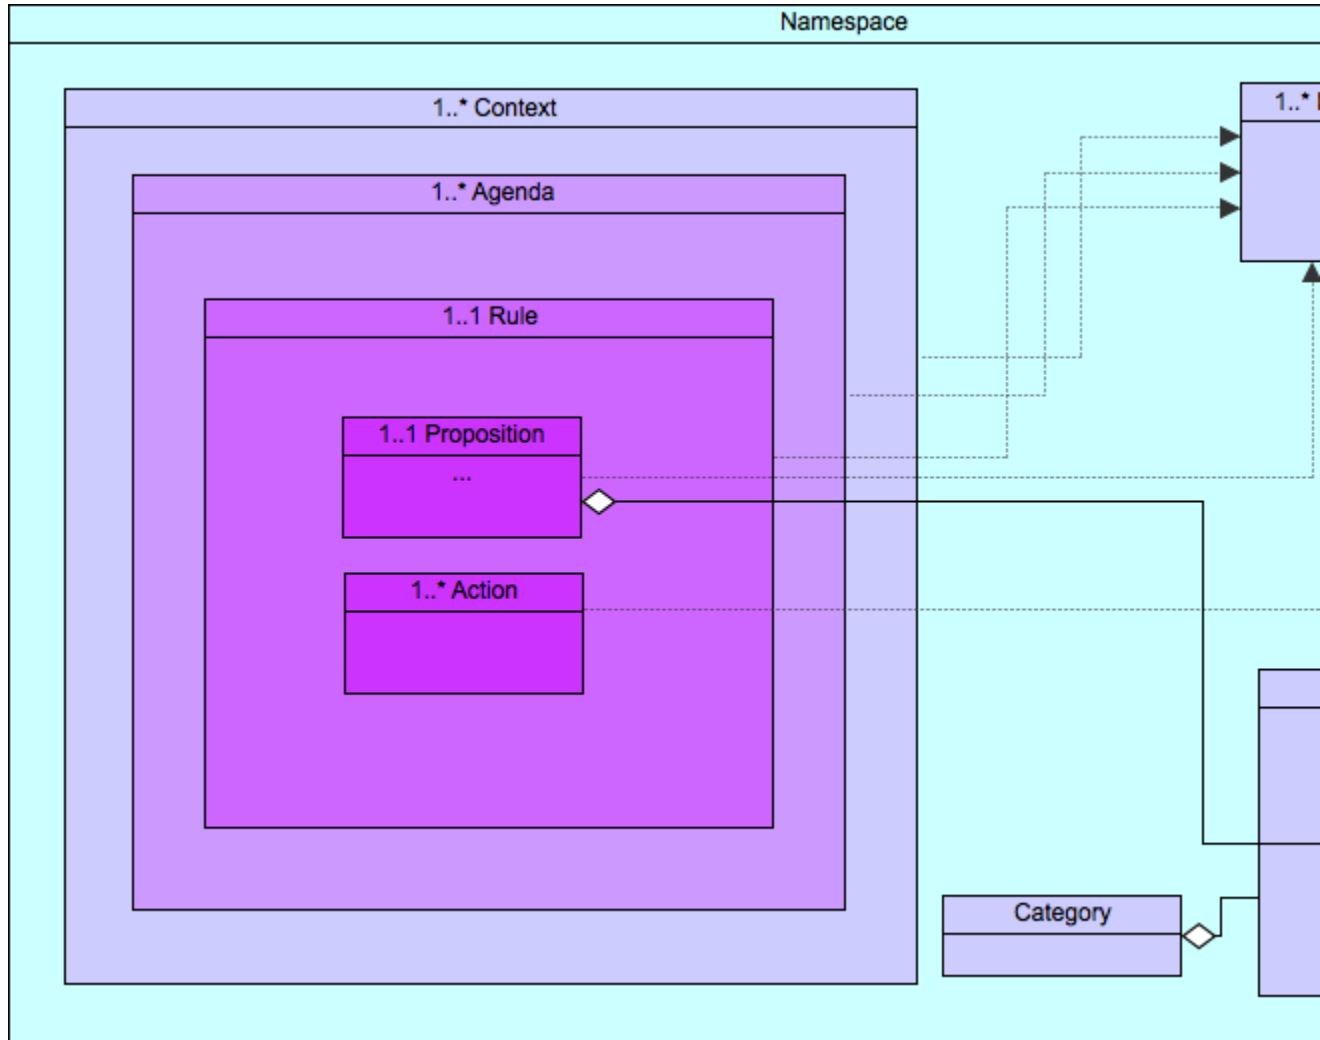 Namespace
1..* Context
1..*
1..* Agenda
1..1 Rule
1..1 Proposition
...
1..* Action
Category